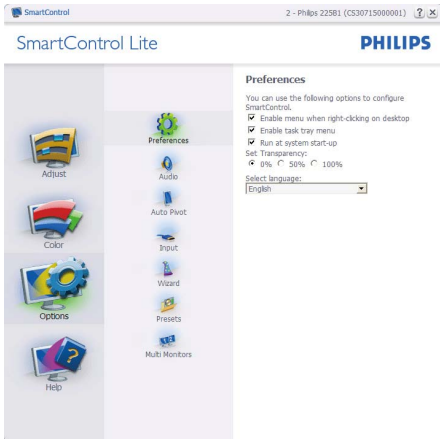 SmartControl
2 - Philips 225B1 (CS30715000001)
SmartControl Lite
PHILIPS
Adjust
Color
Options
Help
Preferences
Audio
Auto Pivot
Input
Wizard
Presets
Multi Monitors
Preferences
You can use the following options to configure
SmartControl.
Enable menu when right-clicking on desktop
Enable task tray menu
Run at system start-up
Set Transparency:
0% 50% 100%
Select language:
English